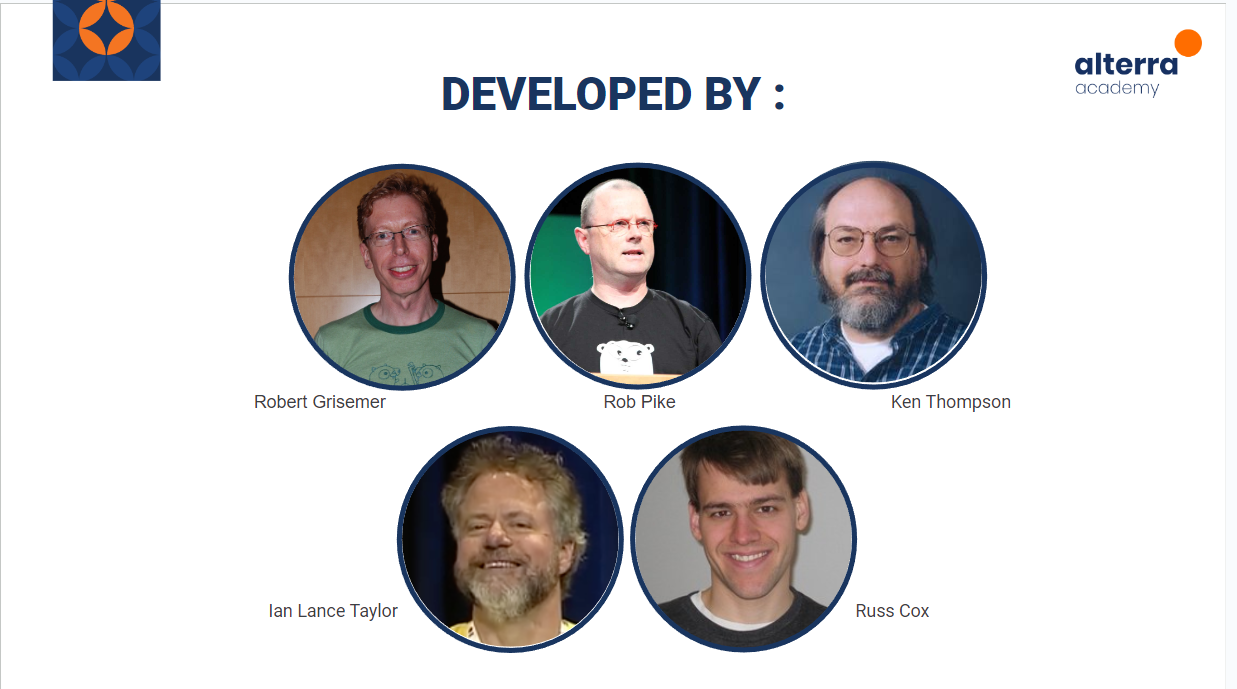 alterra
academy
DEVELOPED BY :
Robert Grisemer
Rob Pike
Ken Thompson
Ian Lance Taylor
Russ Cox